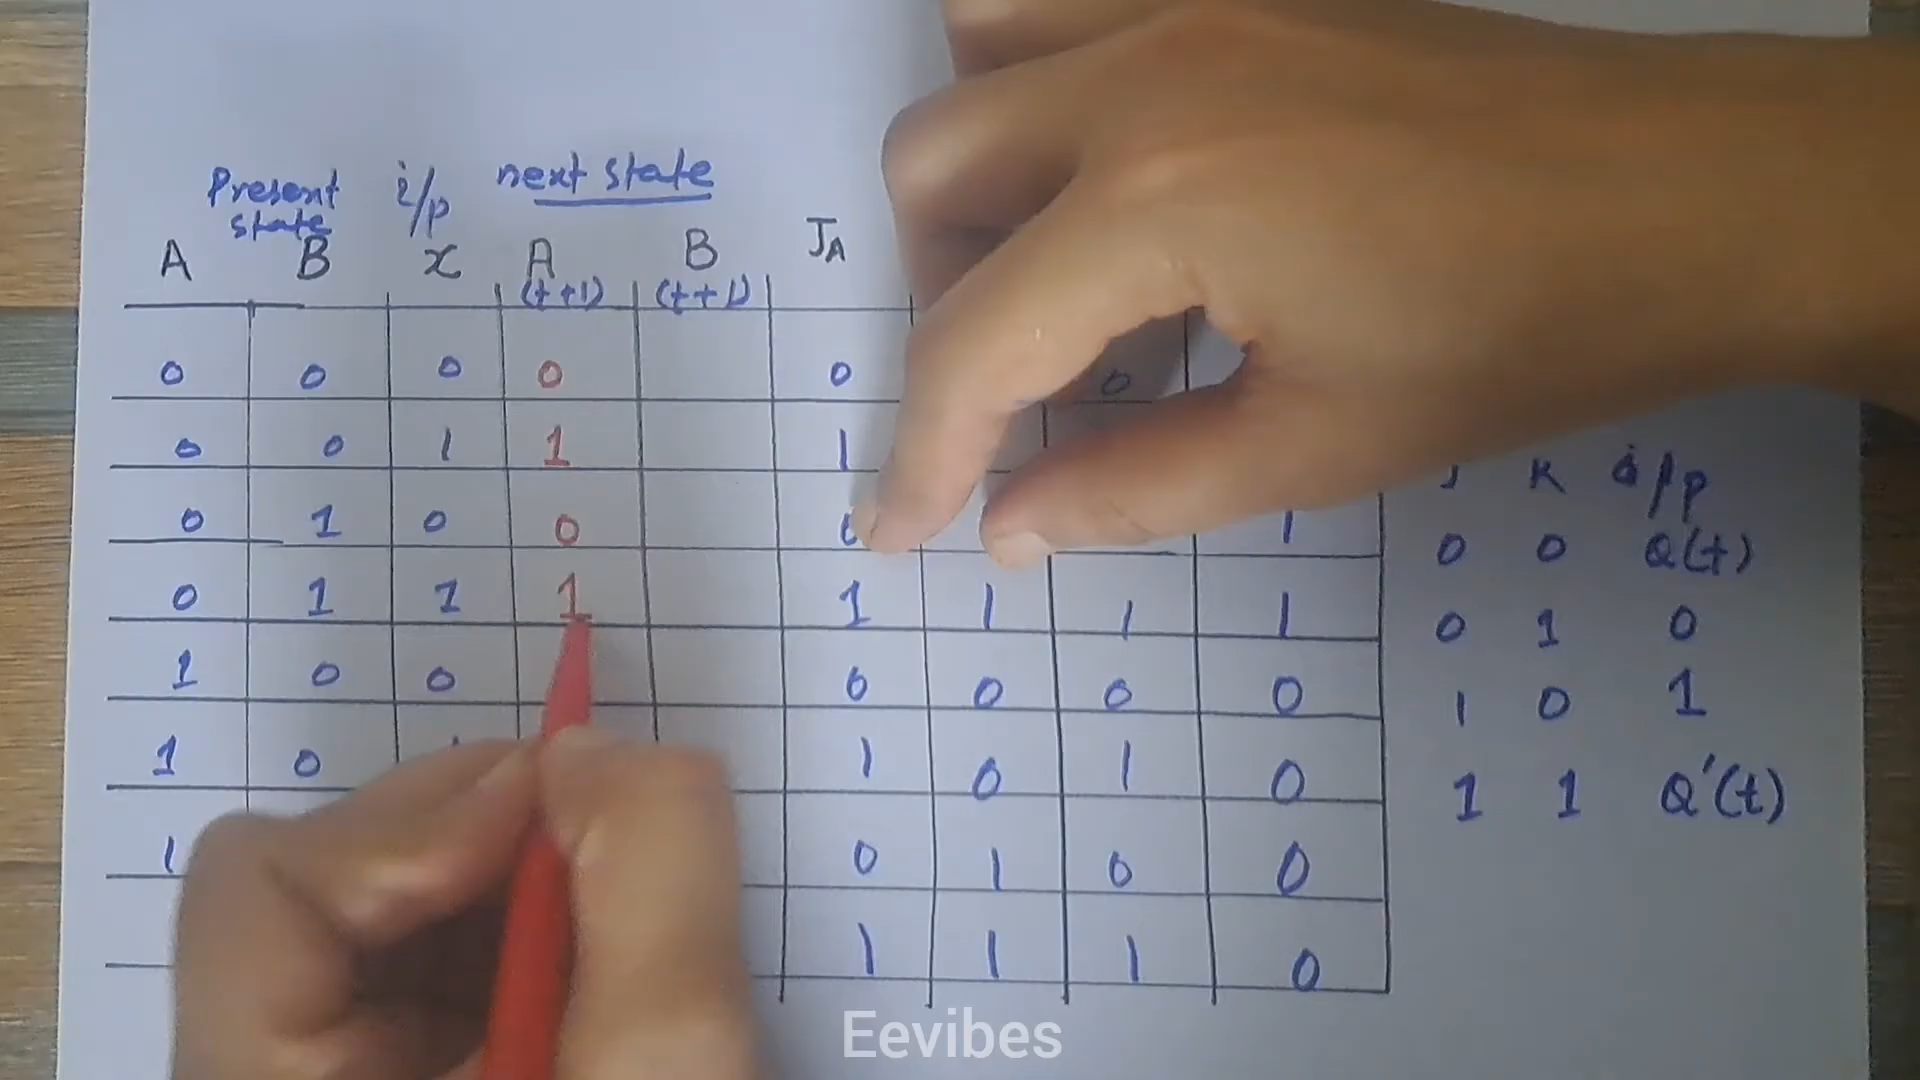 Present state i/p next state
A B x A (t+1) B (t+1) JA
0 0 0 0 0 0
0 0 1 1 1
0 1 0 0 1
0 1 1 1 1 1 1 1
1 0 0 0 0 0 0
1 0 1 0 1 0
1 0 1 0 0
1 1 1 0
K i/p
0 0 Q(t)
0 1 0
1 0 1
1 1 Q'(t)
Eevibes